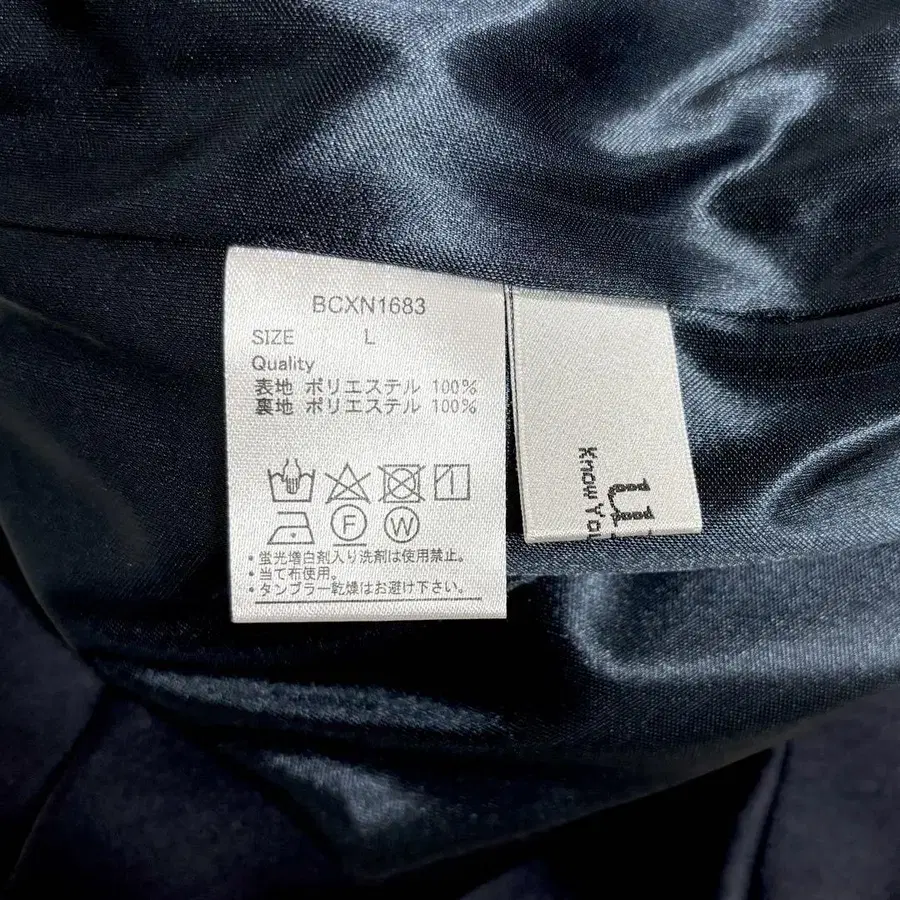 BCXN1683
SIZE L
Quality
表地 ポリエステル 100%
裏地 ポリエステル 100%
F W
・蛍光増白剤入り洗剤は使用禁止。
・当て布使用。
・タンブラー乾燥はお避け下さい。
Know